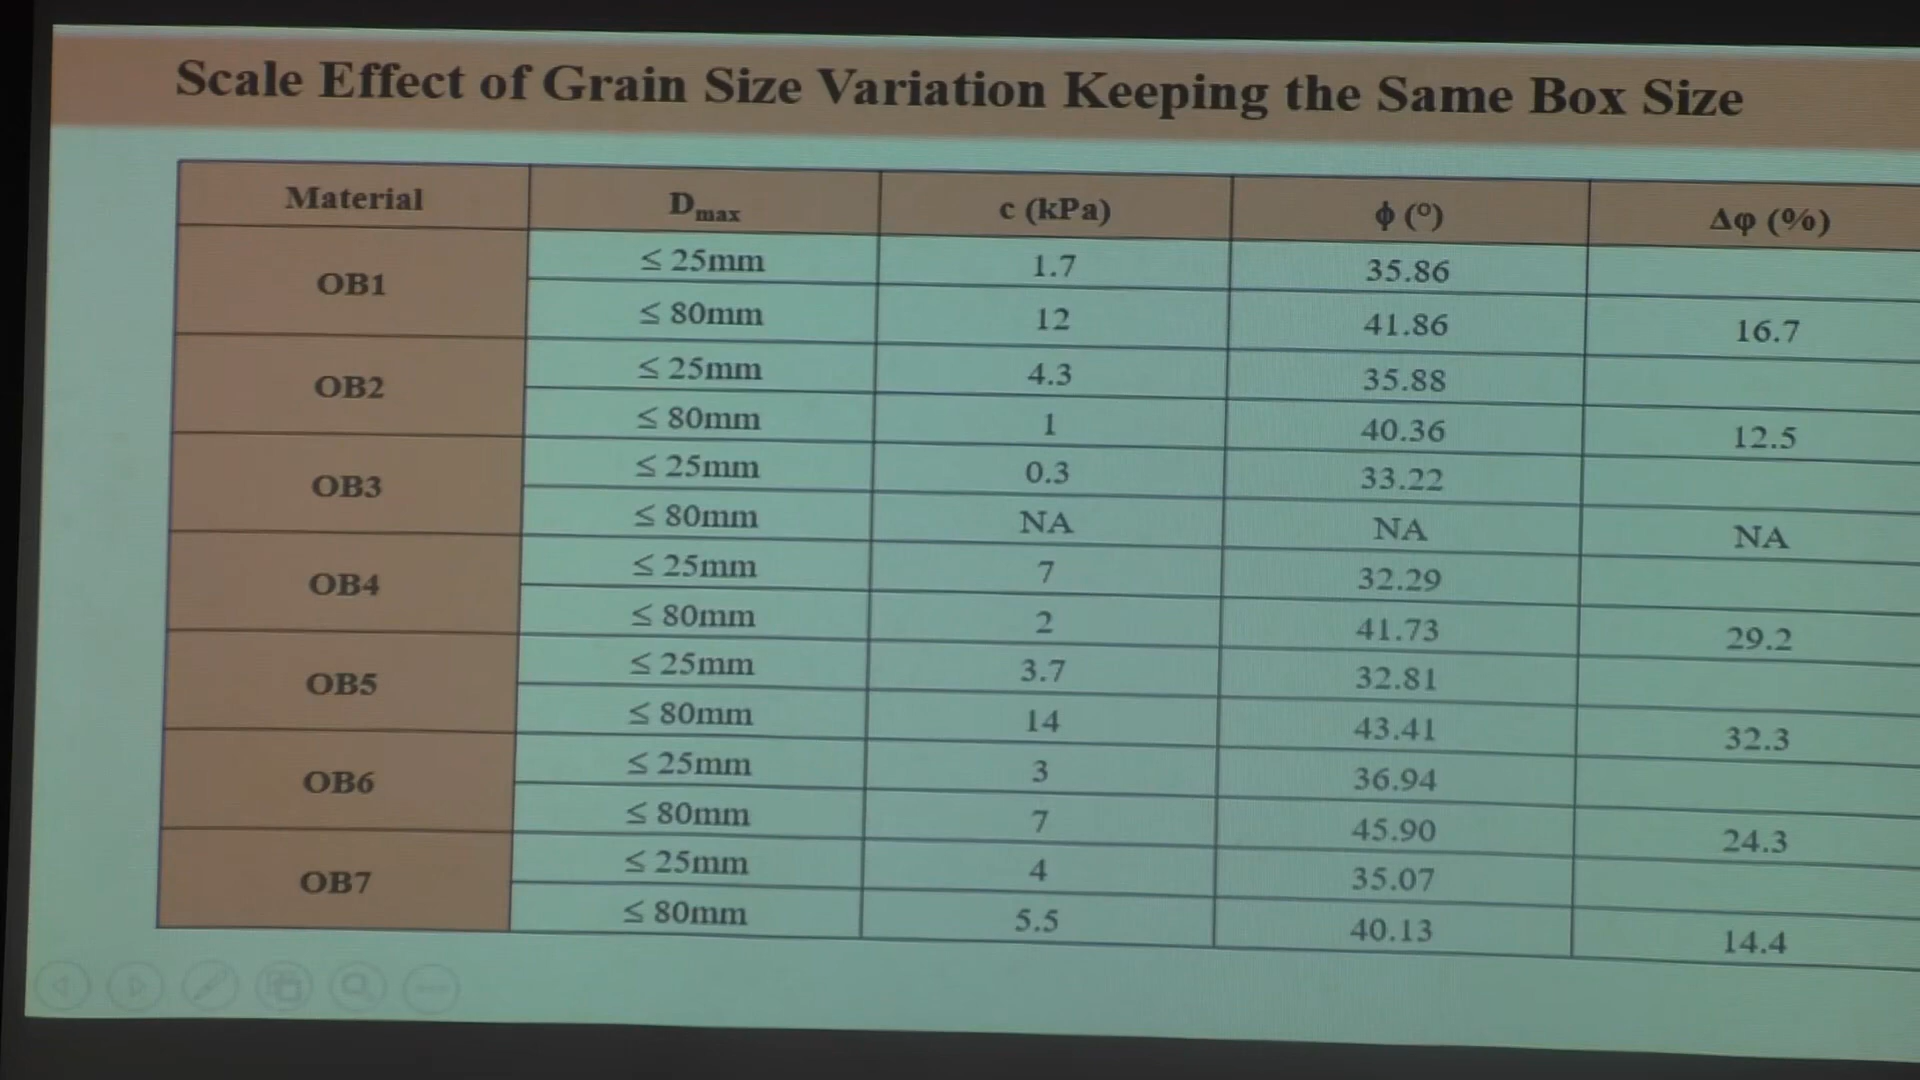 Scale Effect of Grain Size Variation Keeping the Same Box Size
Material Dmax c (kPa) ϕ (°) Δφ (%)
OB1 ≤ 25mm 1.7 35.86
≤ 80mm 12 41.86 16.7
OB2 ≤ 25mm 4.3 35.88
≤ 80mm 1 40.36 12.5
OB3 ≤ 25mm 0.3 33.22
≤ 80mm NA NA NA
OB4 ≤ 25mm 7 32.29
≤ 80mm 2 41.73 29.2
OB5 ≤ 25mm 3.7 32.81
≤ 80mm 14 43.41 32.3
OB6 ≤ 25mm 3 36.94
≤ 80mm 7 45.90 24.3
OB7 ≤ 25mm 4 35.07
≤ 80mm 5.5 40.13 14.4